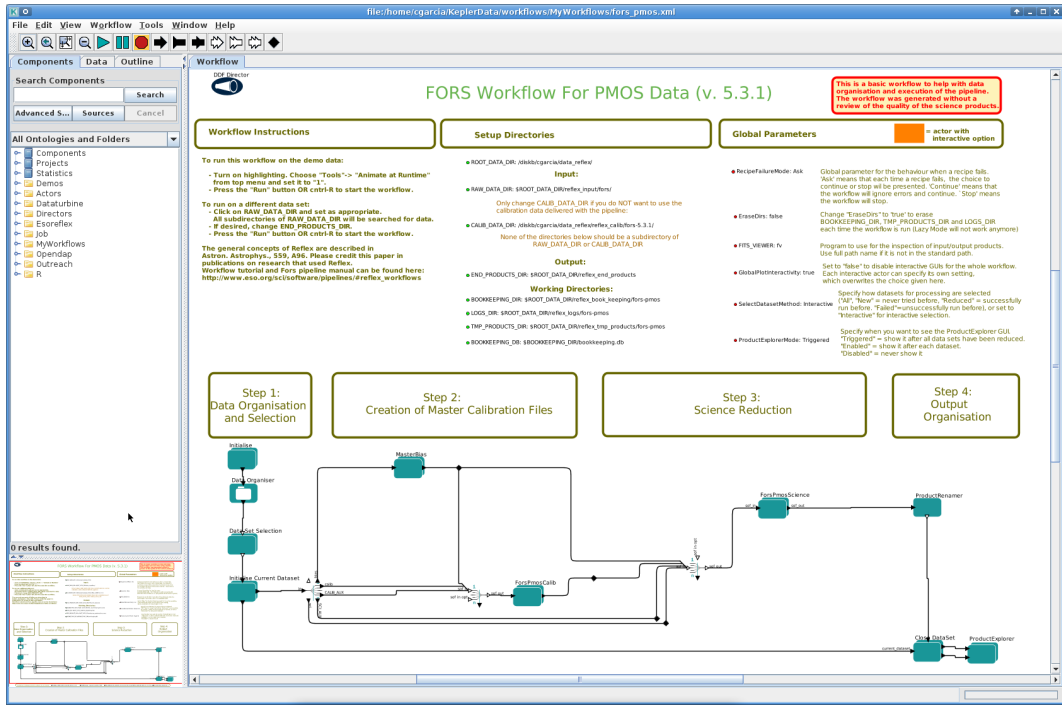 file:/home/cgarcia/KeplerData/workflows/MyWorkflows/fors_pmos.xml
File Edit View Workflow Tools Window Help
Components Data Outline
Workflow
Search Components
Search
Advanced S... Sources Cancel
All Ontologies and Folders
Components
Projects
Statistics
Demos
Actors
Dataturbine
Directors
Esoreflex
Job
MyWorkflows
Opendap
Outreach
R
0 results found.
DDF Director
FORS Workflow For PMOS Data (v. 5.3.1)
This is a basic workflow to help with data
organisation and execution of the pipeline.
The workflow was generated without a
review of the quality of the science products.
Workflow Instructions
To run this workflow on the demo data:
- Turn on highlighting. Choose "Tools"-> "Animate at Runtime"
from top menu and set it to "1".
- Press the "Run" button OR cntrl-R to start the workflow.
To run on a different data set:
- Click on RAW_DATA_DIR and set as appropriate.
All subdirectories of RAW_DATA_DIR will be searched for data.
- If desired, change END_PRODUCTS_DIR.
- Press the "Run" button OR cntrl-R to start the workflow.
The general concepts of Reflex are described in
Astron. Astrophys., 559, A96. Please credit this paper in
publications on research that used Reflex.
Workflow tutorial and Fors pipeline manual can be found here:
http://www.eso.org/sci/software/pipelines/#reflex_workflows
Setup Directories
ROOT_DATA_DIR: /diskb/cgarcia/data_reflex/
Input:
RAW_DATA_DIR: $ROOT_DATA_DIR/reflex_input/fors/
Only change CALIB_DATA_DIR if you do NOT want to use the
calibration data delivered with the pipeline:
CALIB_DATA_DIR: /diskb/cgarcia/data_reflex/reflex_calib/fors-5.3.1/
None of the directories below should be a subdirectory of
RAW_DATA_DIR or CALIB_DATA_DIR
Output:
END_PRODUCTS_DIR: $ROOT_DATA_DIR/reflex_end_products
Working Directories:
BOOKKEEPING_DIR: $ROOT_DATA_DIR/reflex_book_keeping/fors-pmos
LOGS_DIR: $ROOT_DATA_DIR/reflex_logs/fors-pmos
TMP_PRODUCTS_DIR: $ROOT_DATA_DIR/reflex_tmp_products/fors-pmos
BOOKKEEPING_DB: $BOOKKEEPING_DIR/bookkeeping.db
Global Parameters
= actor with
interactive option
RecipeFailureMode: Ask
Global parameter for the behaviour when a recipe fails.
'Ask' means that each time a recipe fails, the choice to
continue or stop wil be presented. 'Continue' means that
the workflow will ignore errors and continue. `Stop' means
the workflow will stop.
EraseDirs: false
Change "EraseDirs" to 'true' to erase
BOOKKEEPING_DIR, TMP_PRODUCTS_DIR and LOGS_DIR
each time the workflow is run (Lazy Mode will not work anymore)
FITS_VIEWER: fv
Program to use for the inspection of input/output products.
Use full path name if it is not in the standard path.
GlobalPlotInteractivity: true
Set to "false" to disable interactive GUIs for the whole workflow.
Each interactive actor can specify its own setting,
which overwrites the choice given here.
SelectDatasetMethod: Interactive
Specify how datasets for processing are selected
("All", "New" = never tried before, "Reduced" = successfully
run before. "Failed"=unsuccessfully run before), or set to
"Interactive" for interactive selection.
ProductExplorerMode: Triggered
Specify when you want to see the ProductExplorer GUI.
"Triggered" = show it after all data sets have been reduced.
"Enabled" = show it after each dataset.
"Disabled" = never show it
Step 1:
Data Organisation
and Selection
Step 2:
Creation of Master Calibration Files
Step 3:
Science Reduction
Step 4:
Output
Organisation
Initialise
Data Organiser
DataSet Selection
Initialise Current Dataset
MasterBias
CALIB_AUX
ForsPmosCalib
ForsPmosScience
ProductRenamer
current_dataset
Close DataSet
ProductExplorer